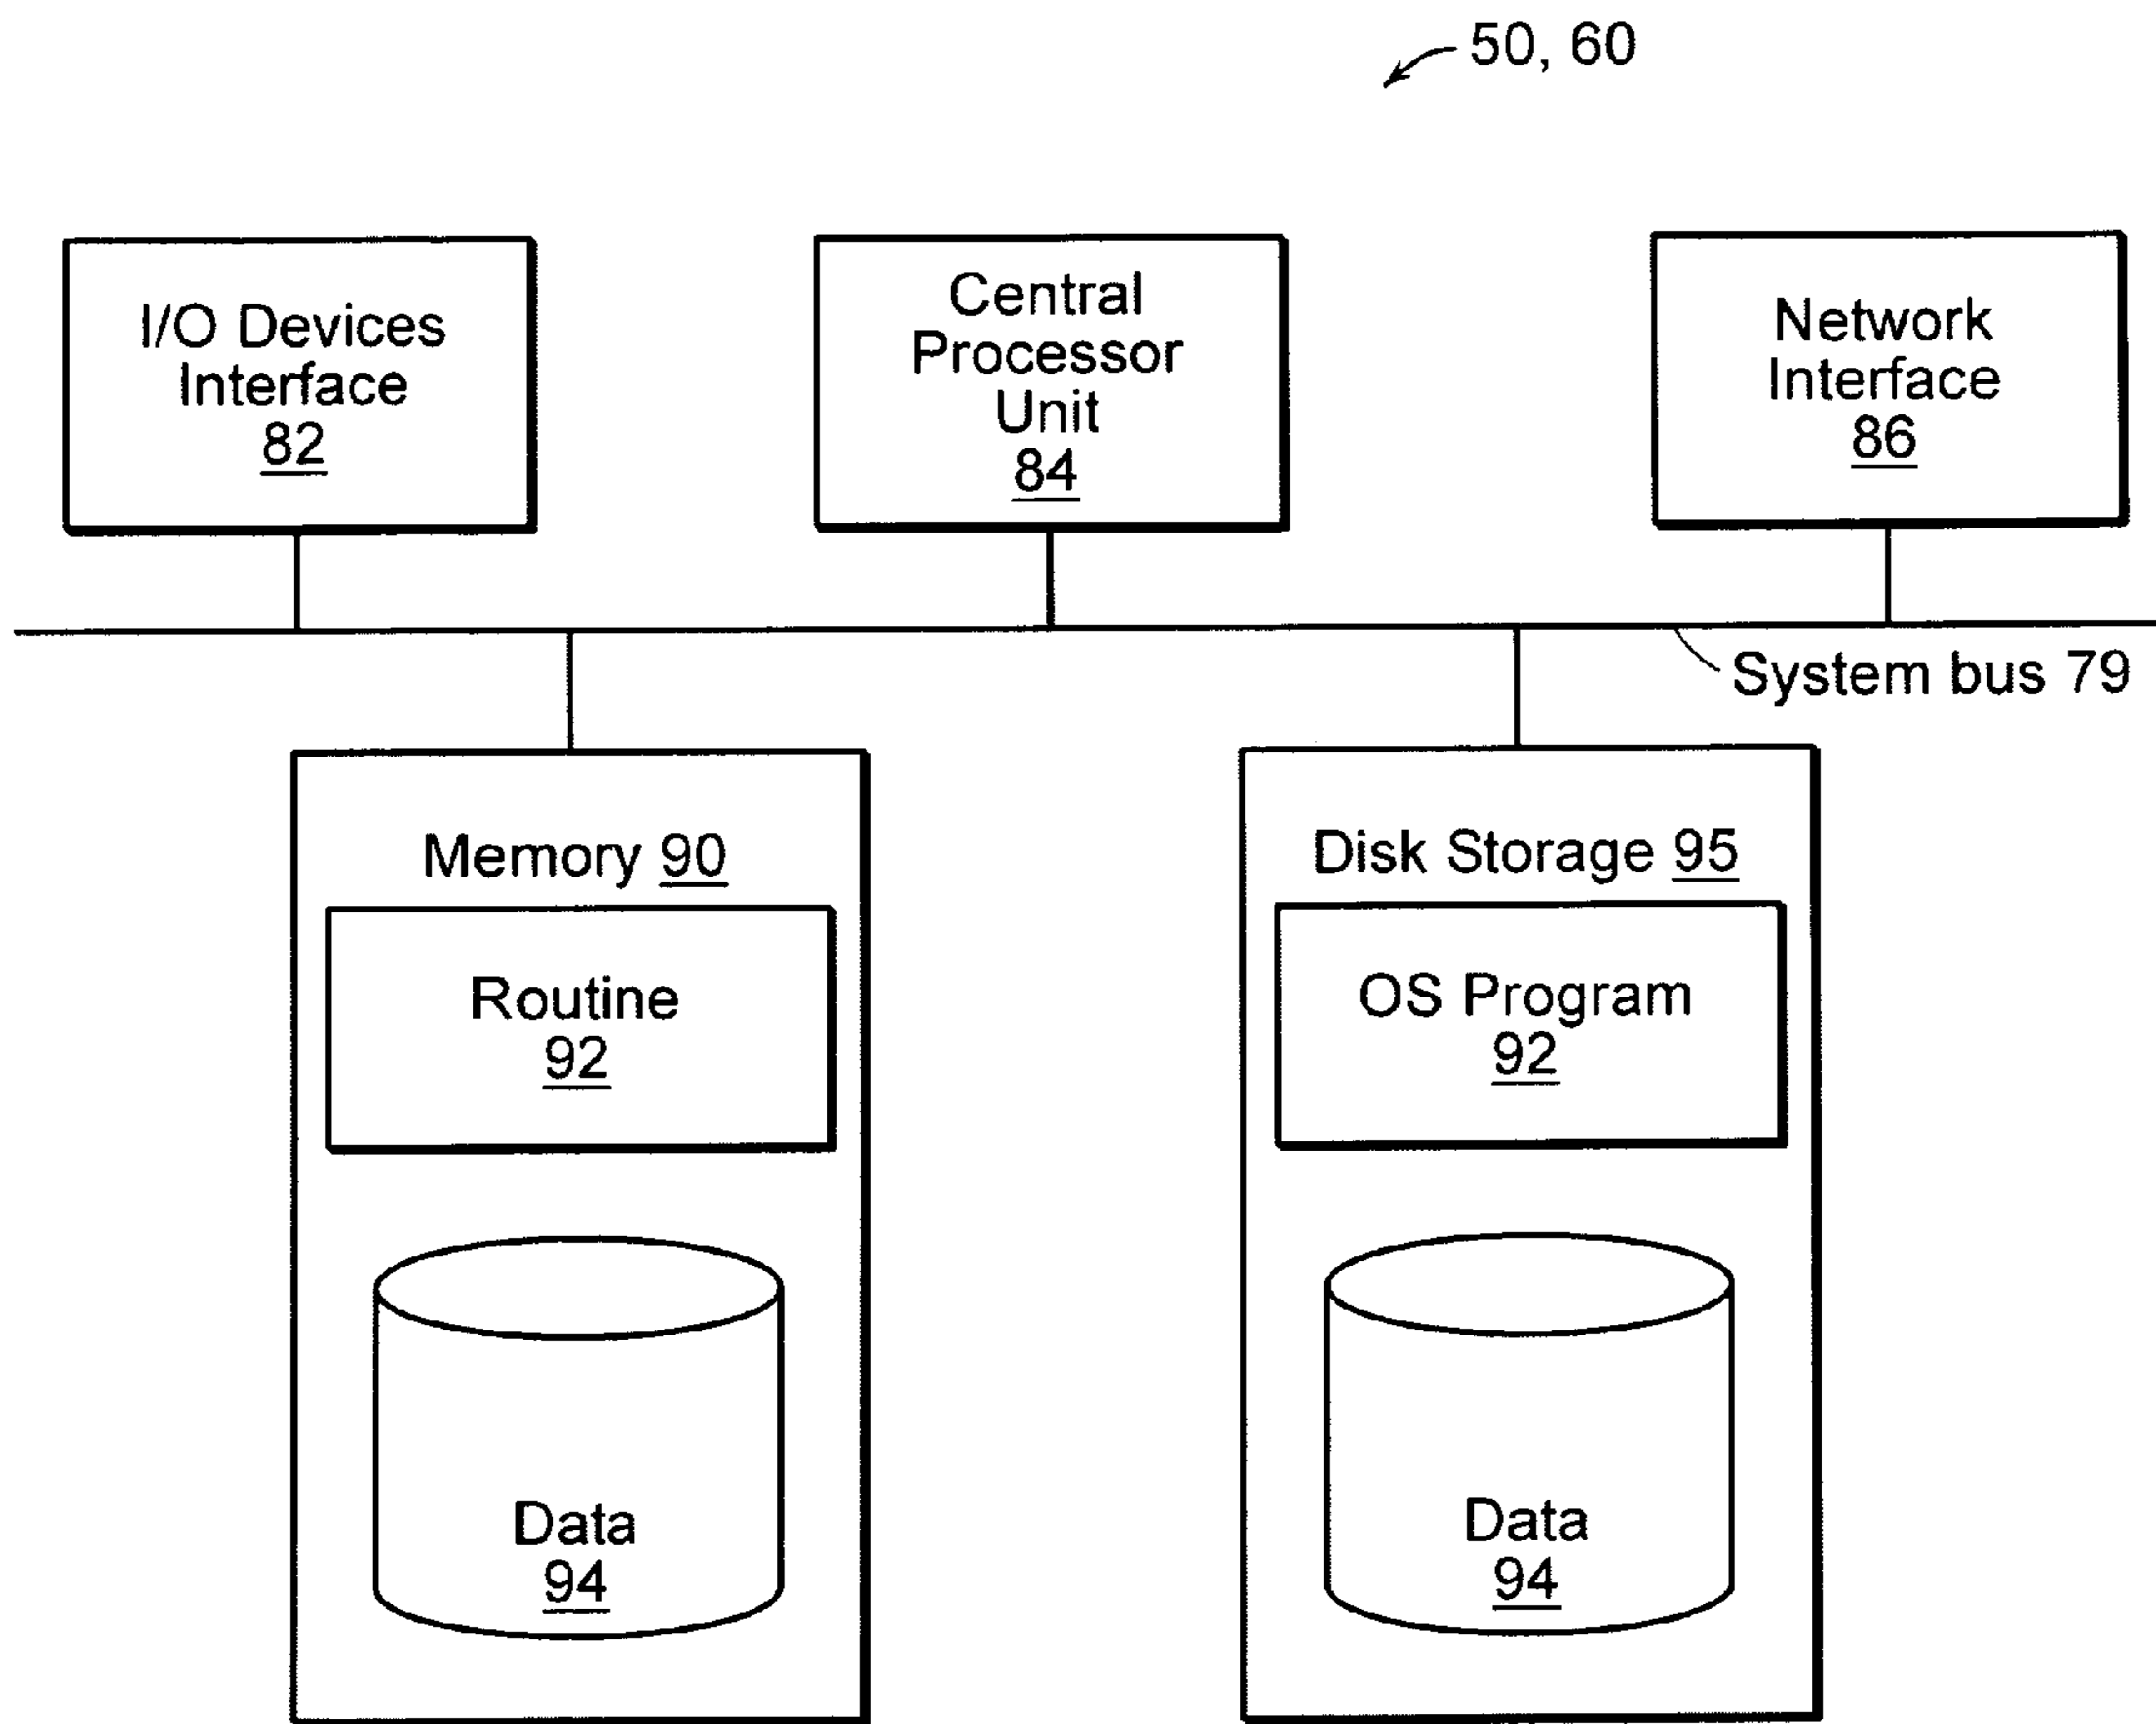 50, 60
I/O Devices
Interface
82
Central
Processor
Unit
84
Network
Interface
86
System bus 79
Memory 90
Routine
92
Data
94
Disk Storage 95
OS Program
92
Data
94